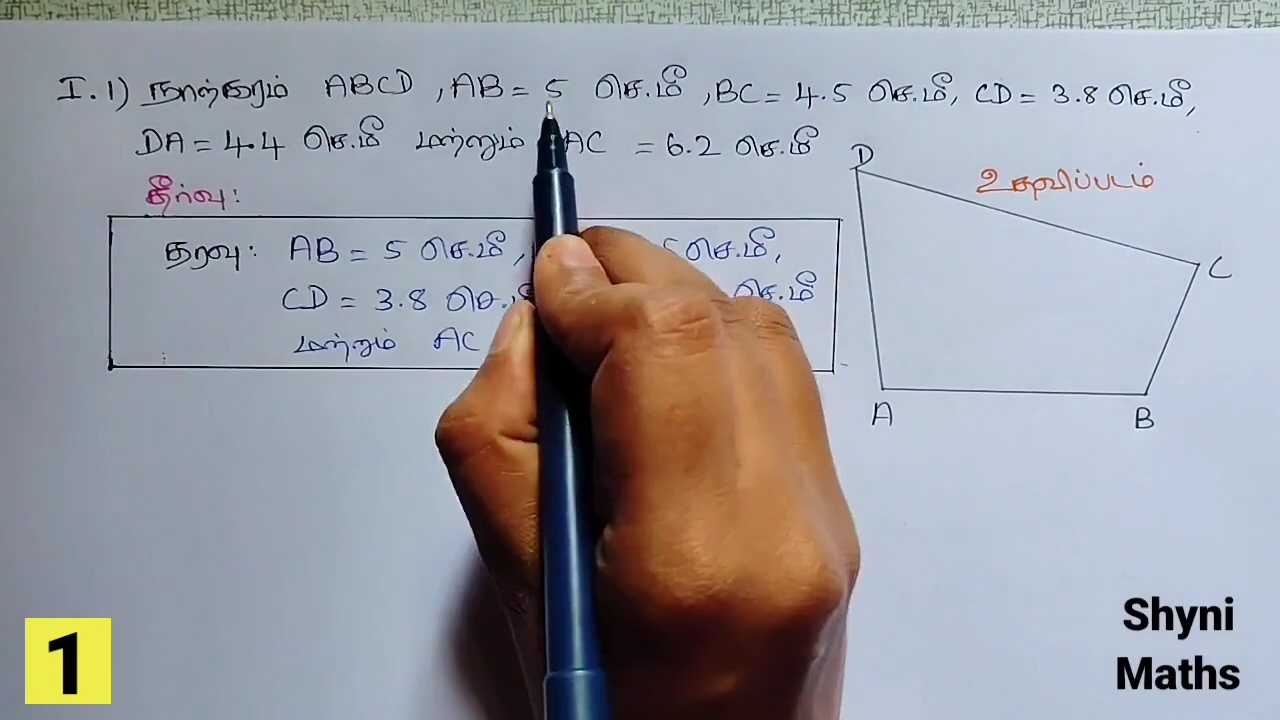 I. 1) நாற்கரம் ABCD , AB = 5 செ.மீ , BC = 4.5 செ.மீ, CD = 3.8 செ.மீ,
DA = 4.4 செ.மீ மற்றும் AC = 6.2 செ.மீ
தீர்வு:
உதவிப்படம்
தரவு: AB = 5 செ.மீ, செ.மீ,
CD = 3.8 செ.மீ செ.மீ
மற்றும் AC
D
C
A
B
1
Shyni
Maths